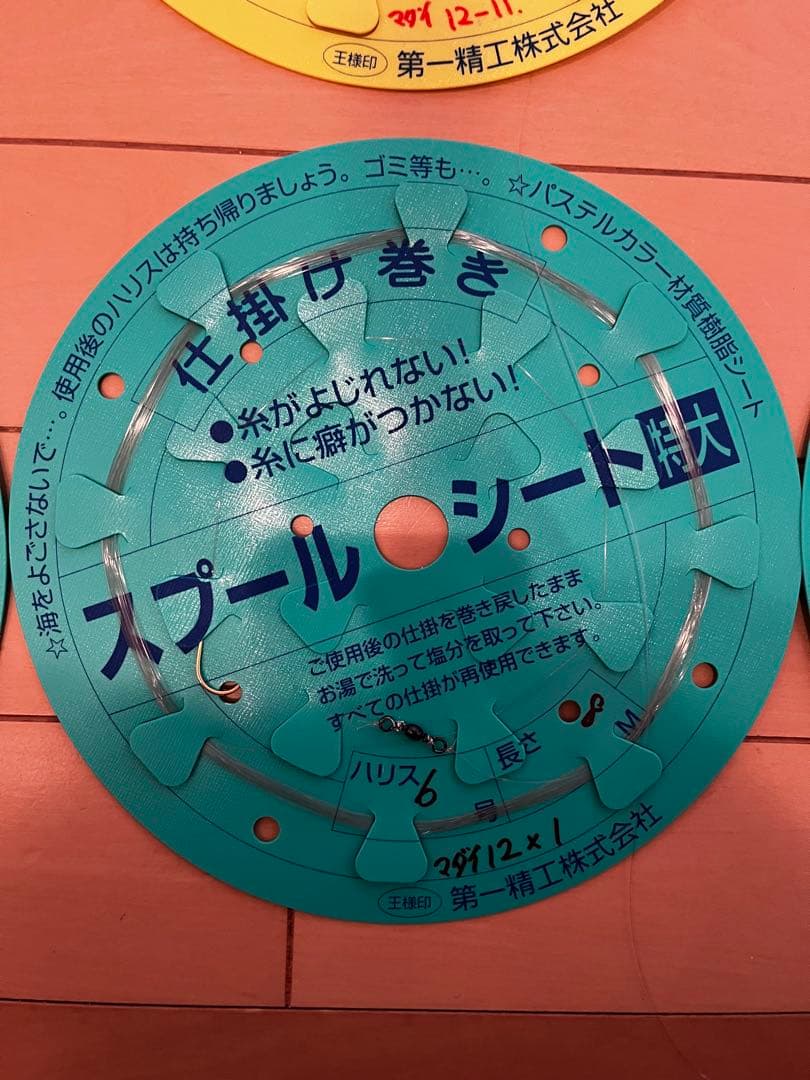 マダイ 12-11.
王様印 第一精工株式会社
☆海をよごさないで…。使用後のハリスは持ち帰りましょう。ゴミ等も…。☆パステルカラー材質樹脂シート
仕掛け巻き
●糸がよじれない!
●糸に癖がつかない!
スプールシート特大
ご使用後の仕掛を巻き戻したまま
お湯で洗って塩分を取って下さい。
すべての仕掛が再使用できます。
ハリス 6 号 長さ 8 M
マダイ 12×1
王様印 第一精工株式会社